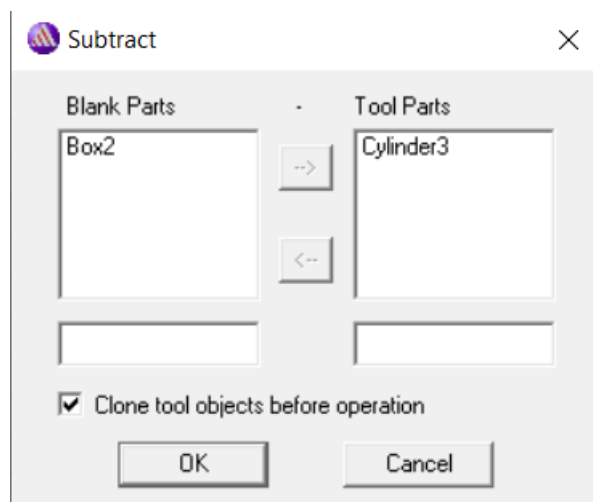 Subtract
Blank Parts - Tool Parts
Box2 Cylinder3
-->
<--
Clone tool objects before operation
OK Cancel